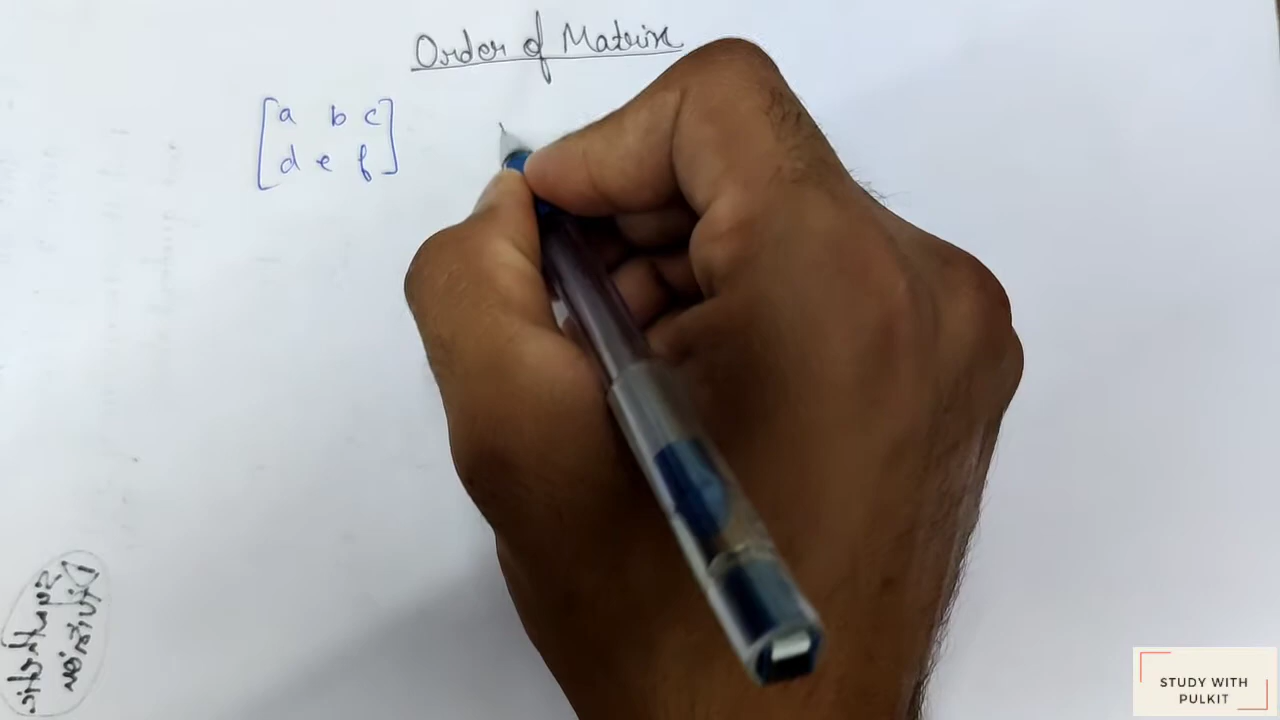 Order of Matrix
a b c
d e f
STUDY WITH
PULKIT